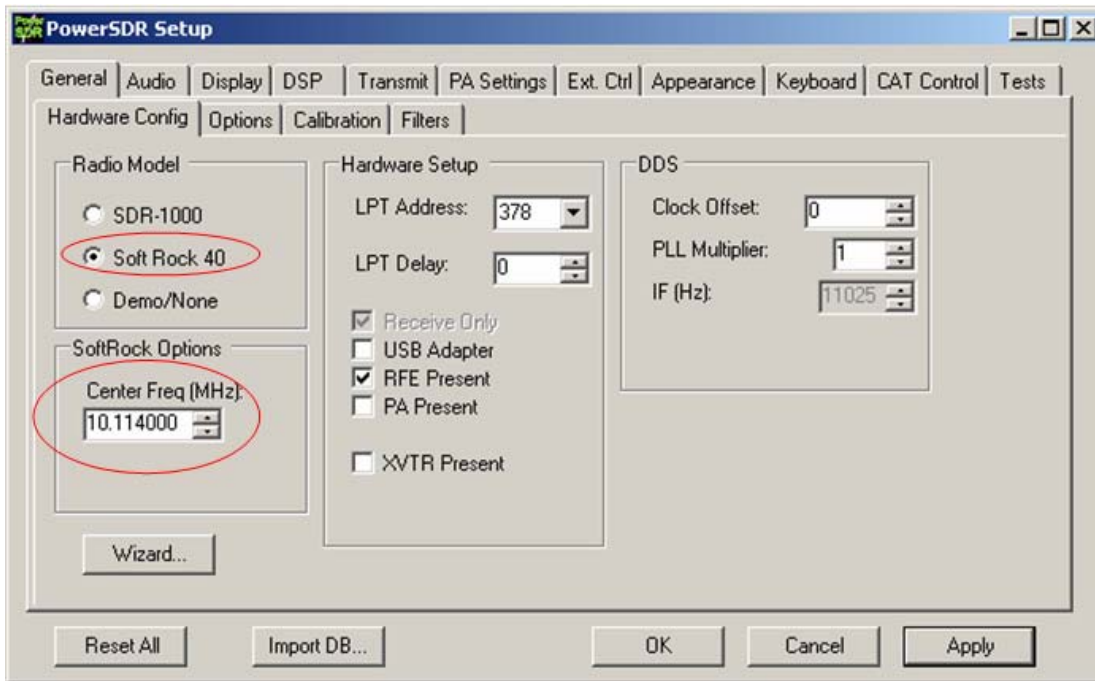 PowerSDR Setup
General Audio Display DSP Transmit PA Settings Ext. Ctrl Appearance Keyboard CAT Control Tests
Hardware Config Options Calibration Filters
Radio Model
SDR-1000
Soft Rock 40
Demo/None
SoftRock Options
Center Freq (MHz):
10.114000
Wizard...
Hardware Setup
LPT Address: 378
LPT Delay: 0
Receive Only
USB Adapter
RFE Present
PA Present
XVTR Present
DDS
Clock Offset: 0
PLL Multiplier: 1
IF (Hz): 11025
Reset All Import DB... OK Cancel Apply